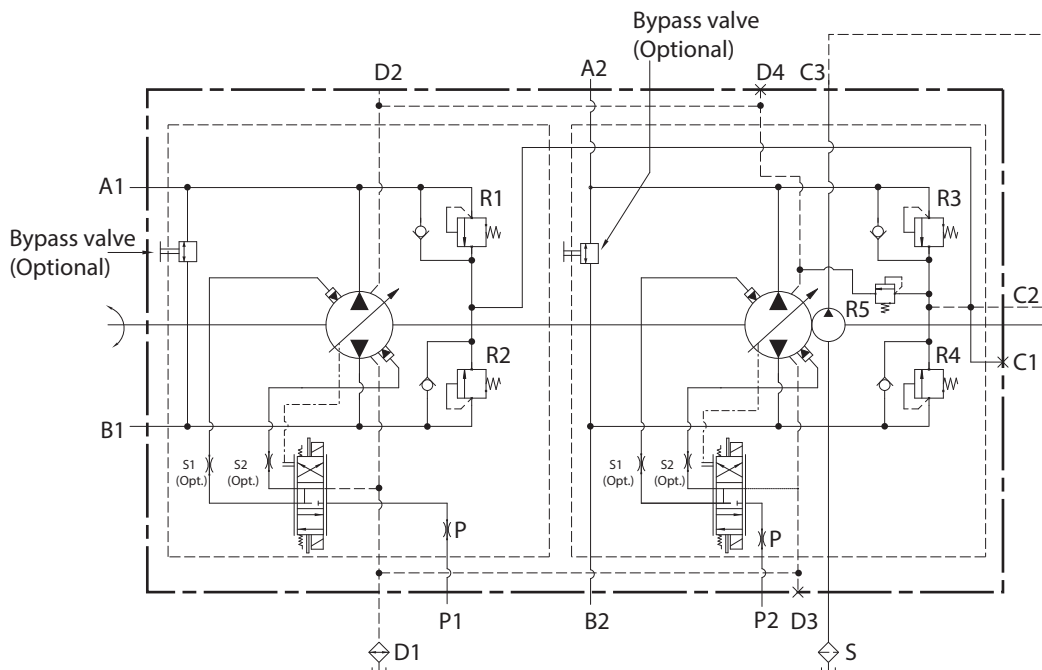 Bypass valve
(Optional)
D2
A2
D4
C3
A1
R1
R3
Bypass valve
(Optional)
C2
R5
R2
R4
C1
B1
S1
(Opt.)
S2
(Opt.)
S1
(Opt.)
S2
(Opt.)
P
P
P1
B2
P2
D3
D1
S